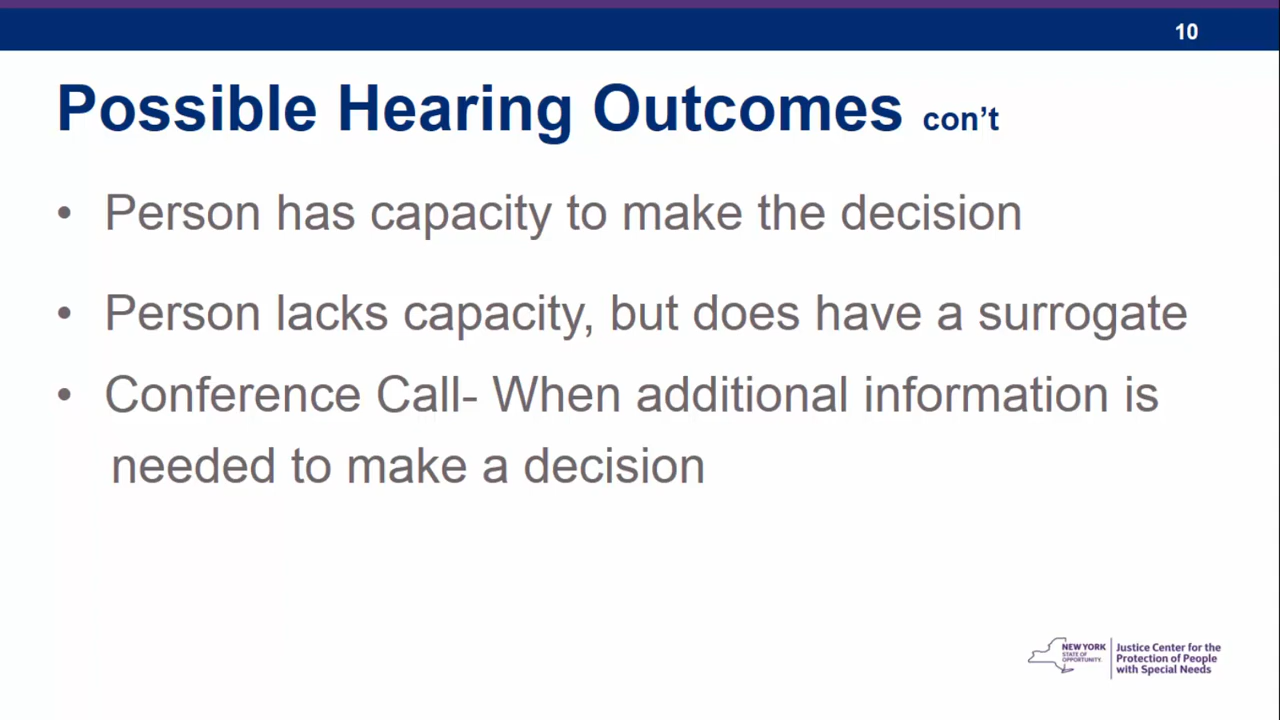 10
Possible Hearing Outcomes con't
• Person has capacity to make the decision
• Person lacks capacity, but does have a surrogate
• Conference Call- When additional information is
needed to make a decision
NEW YORK
STATE OF
OPPORTUNITY.
Justice Center for the
Protection of People
with Special Needs